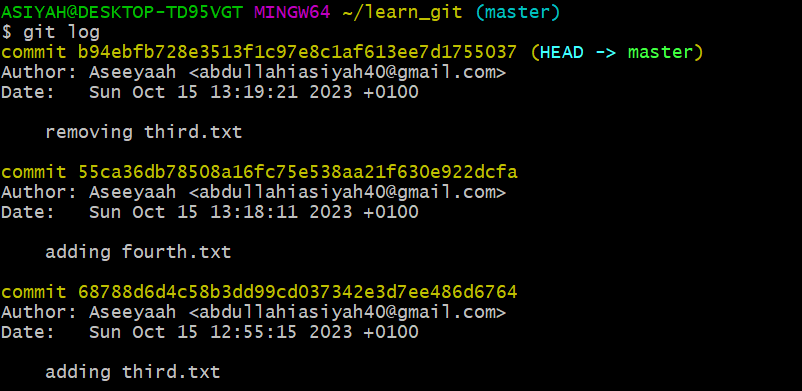 ASIYAH@DESKTOP-TD95VGT MINGW64 ~/learn_git (master)
$ git log
commit b94ebfb728e3513f1c97e8c1af613ee7d1755037 (HEAD -> master)
Author: Aseeyaah <abdullahiasiyah40@gmail.com>
Date:   Sun Oct 15 13:19:21 2023 +0100
    removing third.txt
commit 55ca36db78508a16fc75e538aa21f630e922dcfa
Author: Aseeyaah <abdullahiasiyah40@gmail.com>
Date:   Sun Oct 15 13:18:11 2023 +0100
    adding fourth.txt
commit 68788d6d4c58b3dd99cd037342e3d7ee486d6764
Author: Aseeyaah <abdullahiasiyah40@gmail.com>
Date:   Sun Oct 15 12:55:15 2023 +0100
    adding third.txt